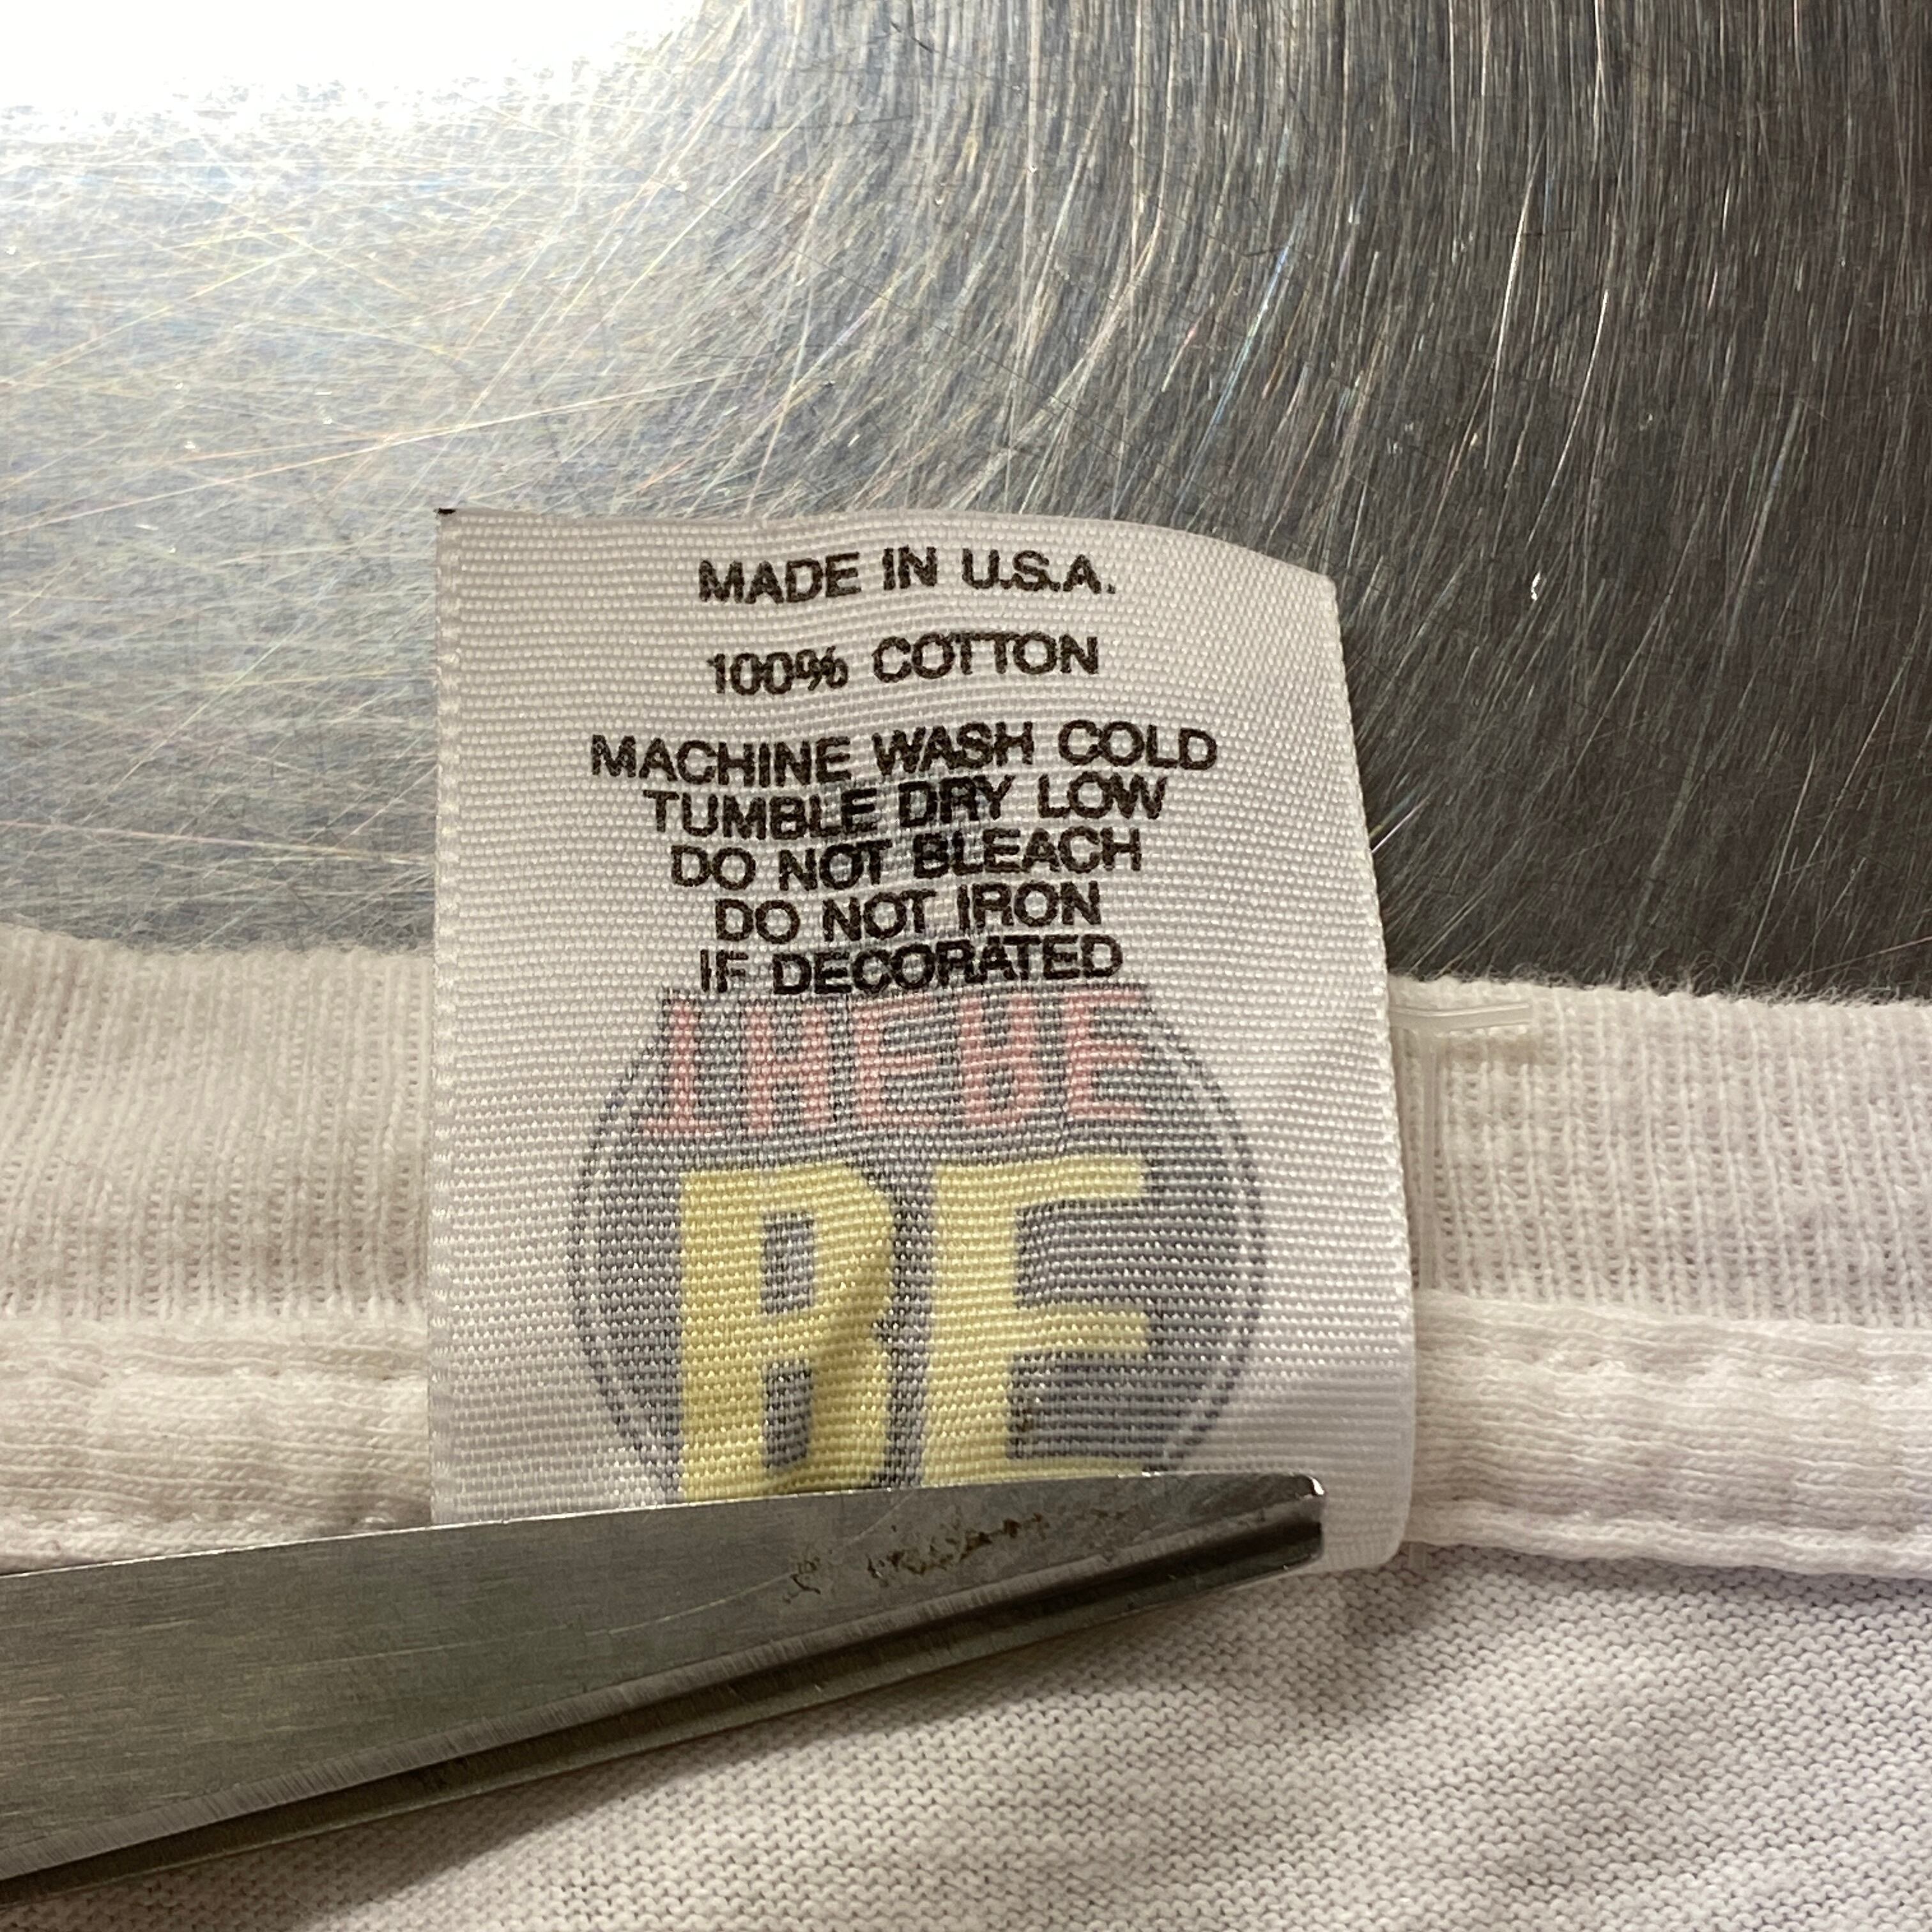 MADE IN U.S.A.
100% COTTON
MACHINE WASH COLD
TUMBLE DRY LOW
DO NOT BLEACH
DO NOT IRON
IF DECORATED